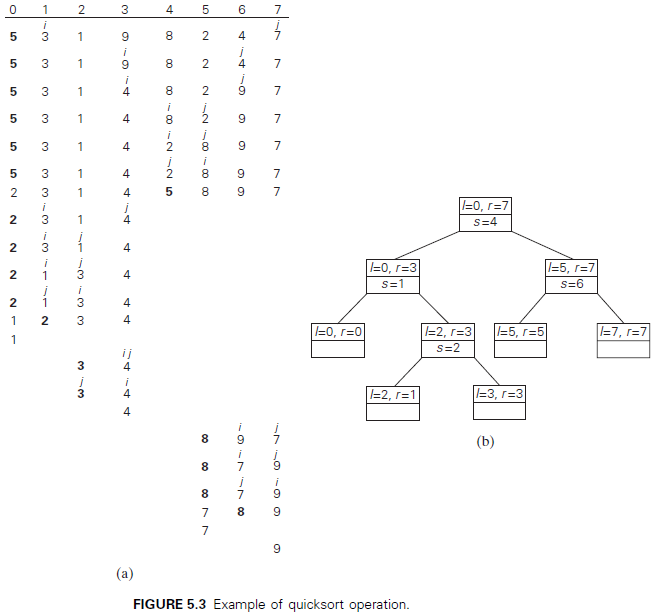 0 1 2 3 4 5 6 7
i j
5 3 1 9 8 2 4 7
i j
5 3 1 9 8 2 4 7
i j
5 3 1 4 8 2 9 7
i j
5 3 1 4 8 2 9 7
i j
5 3 1 4 2 8 9 7
j i
5 3 1 4 2 8 9 7
2 3 1 4 5 8 9 7
i j
2 3 1 4
i j
2 3 1 4
i j
2 1 3 4
j i
2 1 3 4
1 2 3 4
1
ij
3 4
j i
3 4
4
i j
8 9 7
i j
8 7 9
j i
8 7 9
7 8 9
7
9
(a)
l=0, r=7
s=4
l=0, r=3
s=1
l=5, r=7
s=6
l=0, r=0
l=2, r=3
s=2
l=5, r=5
l=7, r=7
l=2, r=1
l=3, r=3
(b)
FIGURE 5.3 Example of quicksort operation.